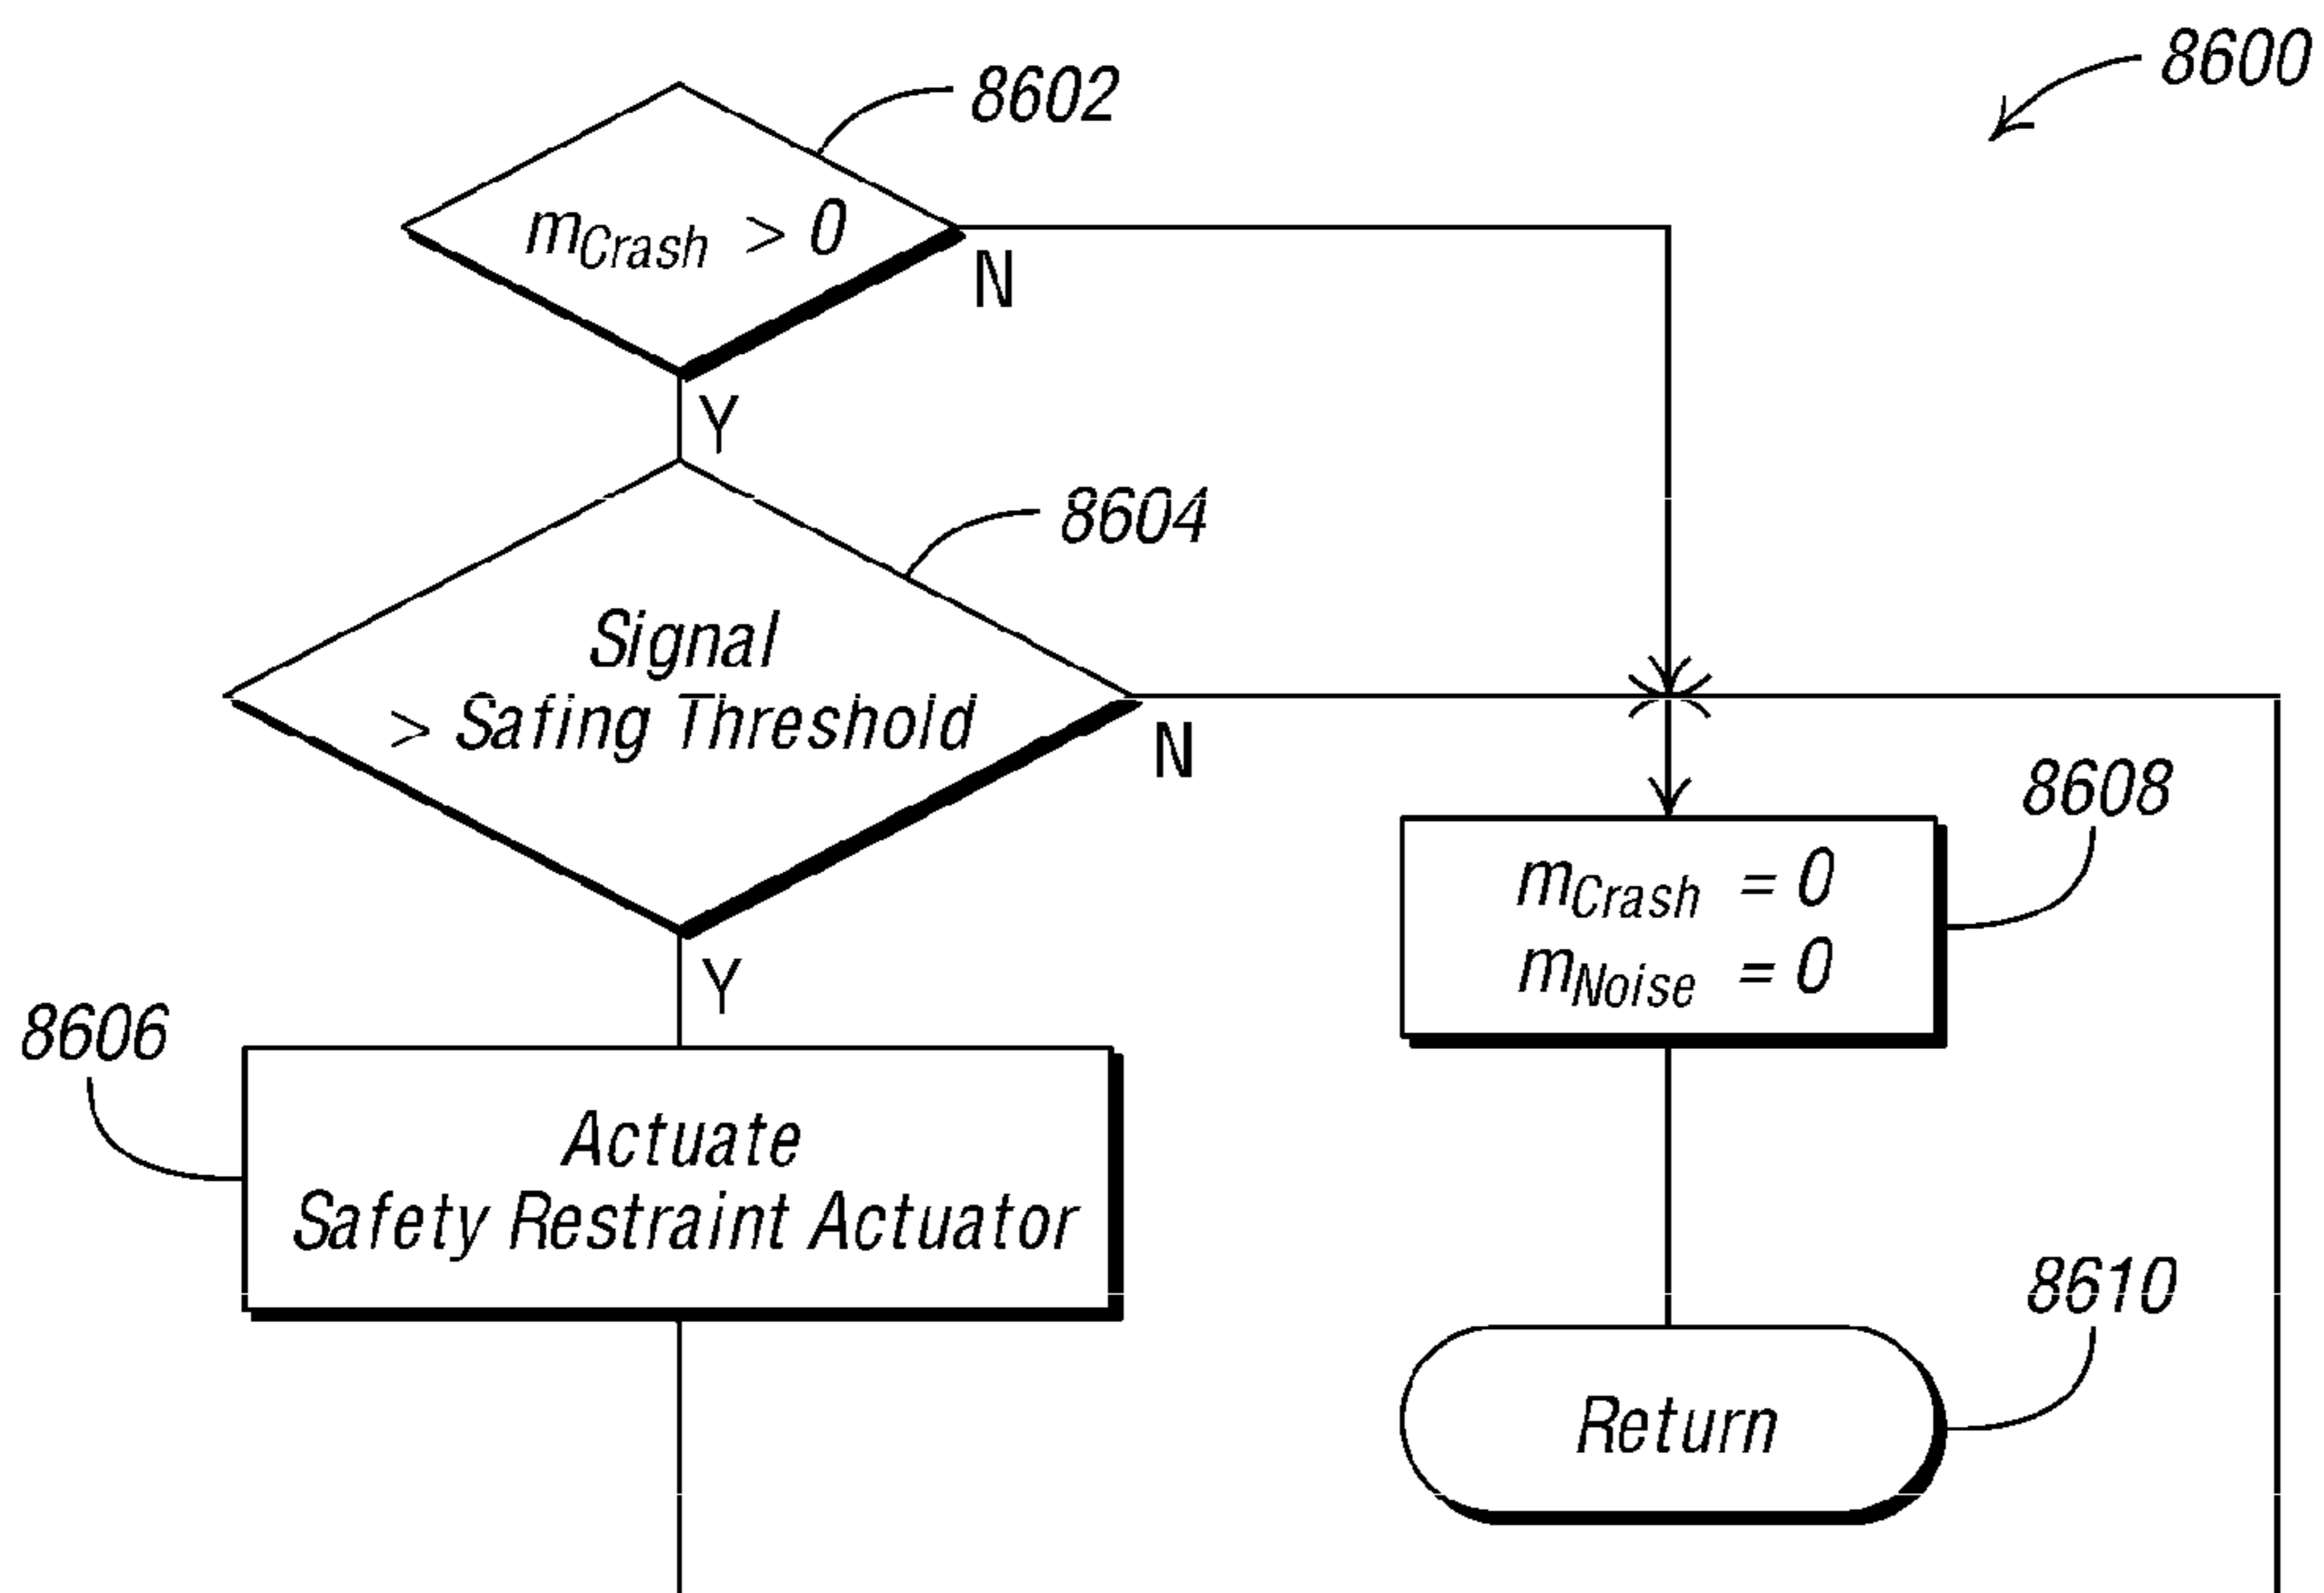 8600
8602
mCrash > 0
N
Y
8604
Signal
> Safing Threshold
N
Y
8608
mCrash = 0
mNoise = 0
8606
Actuate
Safety Restraint Actuator
8610
Return